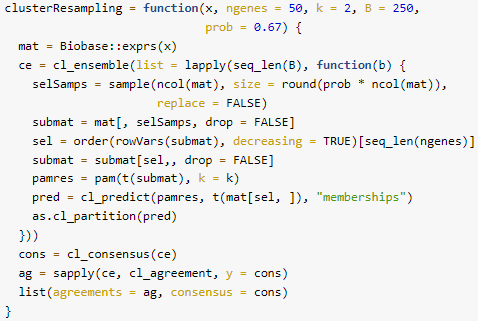 clusterResampling = function(x, ngenes = 50, k = 2, B = 250,
prob = 0.67) {
mat = Biobase::exprs(x)
ce = cl_ensemble(list = lapply(seq_len(B), function(b) {
selSamps = sample(ncol(mat), size = round(prob * ncol(mat)),
replace = FALSE)
submat = mat[, selSamps, drop = FALSE]
sel = order(rowVars(submat), decreasing = TRUE)[seq_len(ngenes)]
submat = submat[sel,, drop = FALSE]
pamres = pam(t(submat), k = k)
pred = cl_predict(pamres, t(mat[sel, ]), "memberships")
as.cl_partition(pred)
}))
cons = cl_consensus(ce)
ag = sapply(ce, cl_agreement, y = cons)
list(agreements = ag, consensus = cons)
}